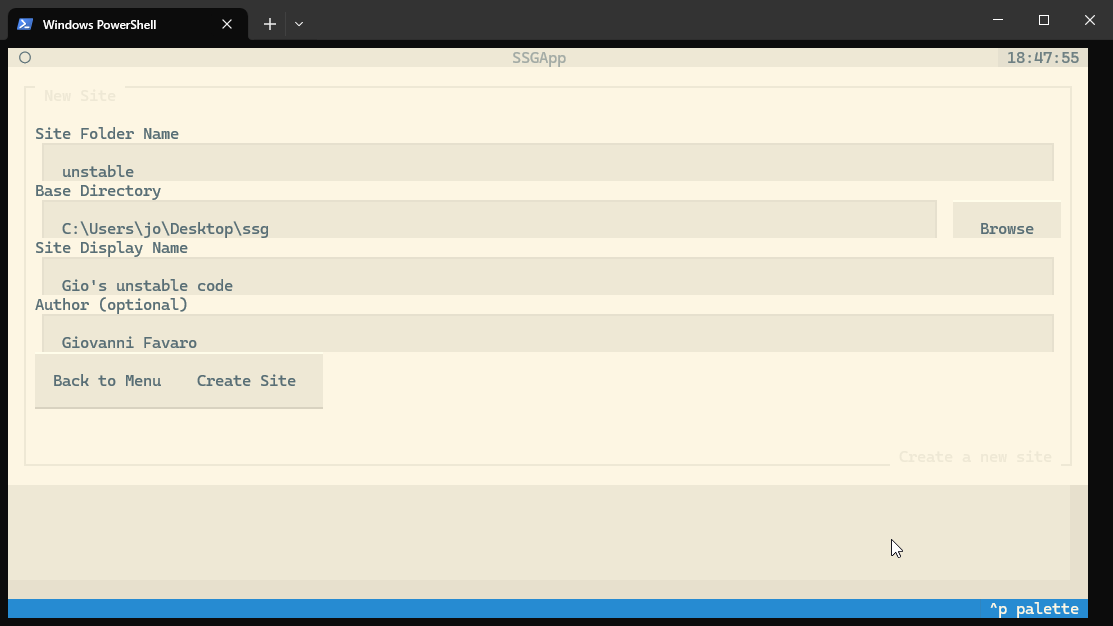 Windows PowerShell
SSGApp 18:47:55
New Site
Site Folder Name
unstable
Base Directory
C:\Users\jo\Desktop\ssg Browse
Site Display Name
Gio's unstable code
Author (optional)
Giovanni Favaro
Back to Menu Create Site
Create a new site
^p palette